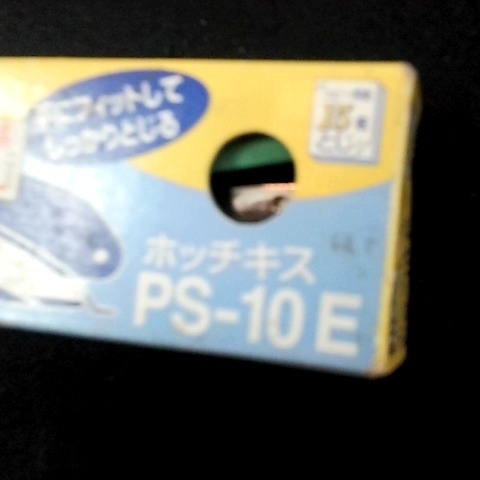 手にフィットして
しっかりとじる
15
ホッチキス
PS-10E